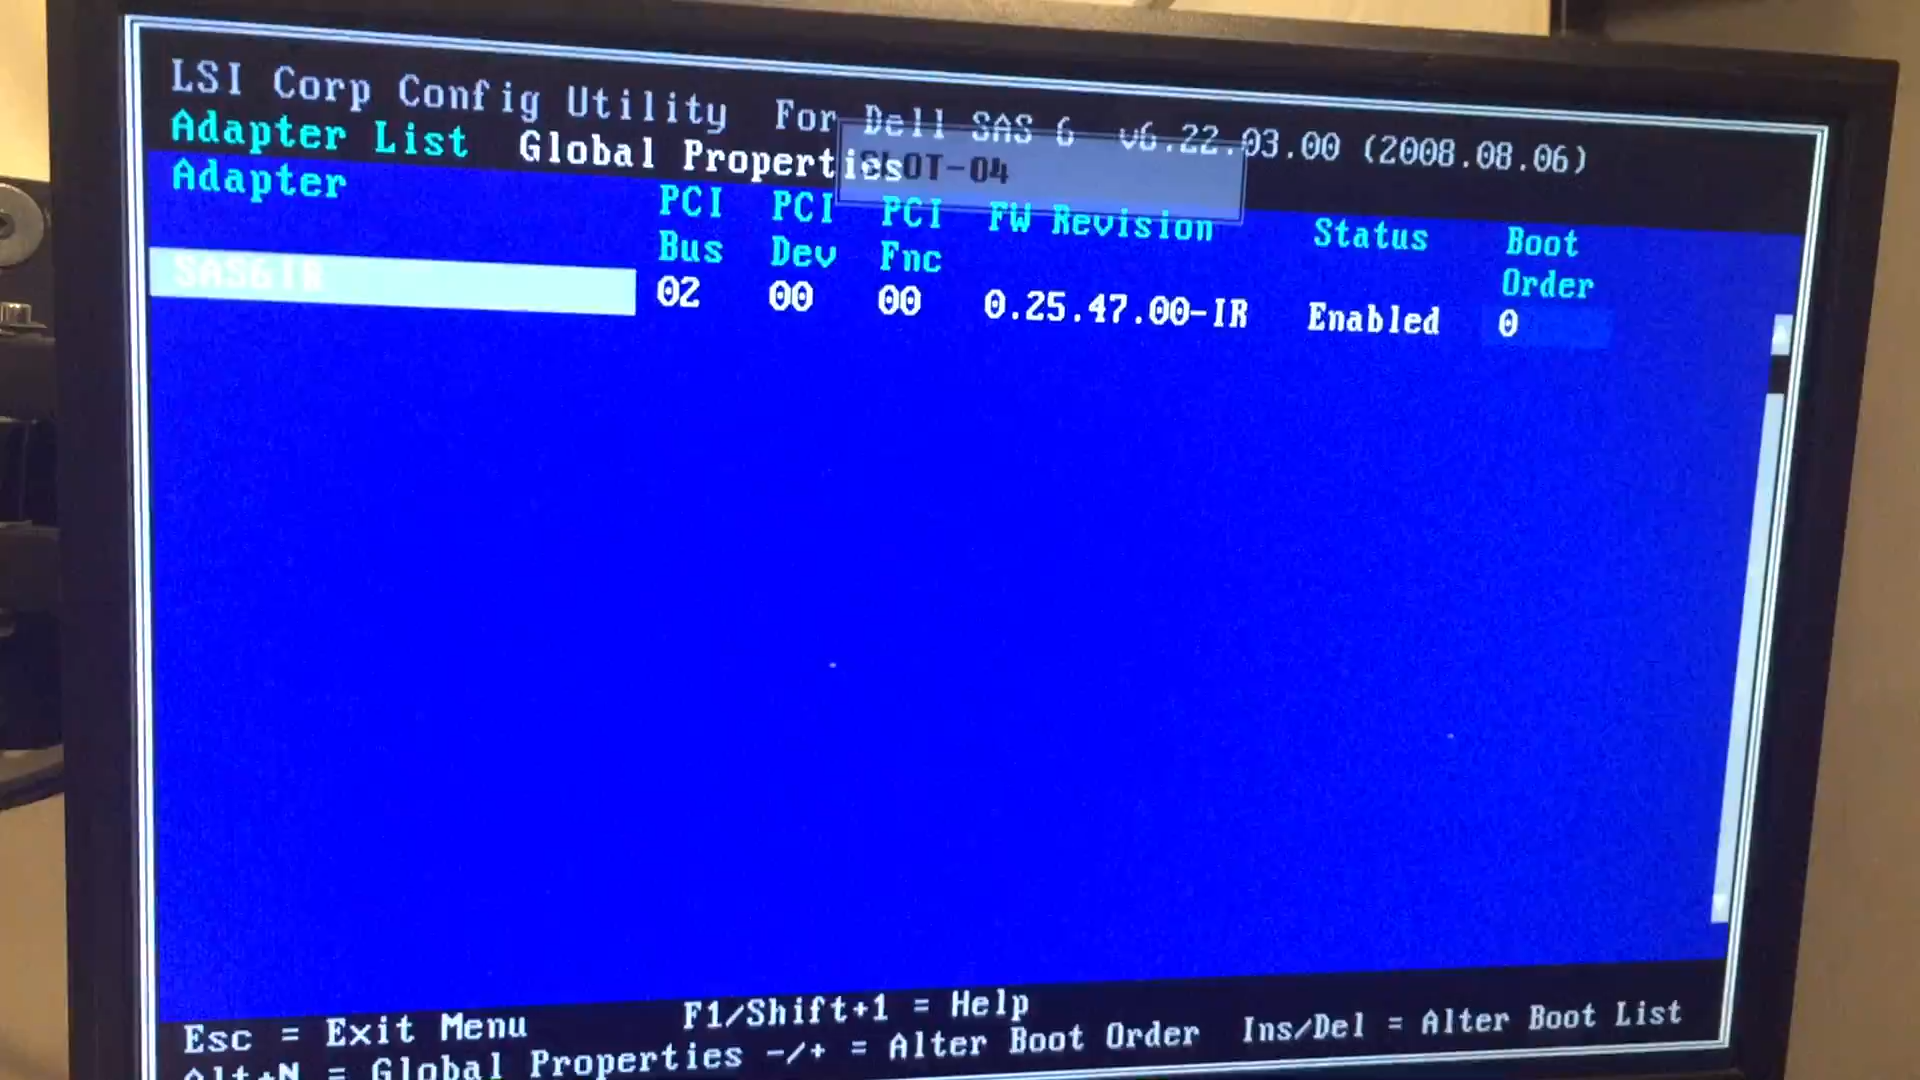 LSI Corp Config Utility For Dell SAS 6 v6.22.03.00 (2008.08.06)
Adapter List Global Properties
SLOT-04
Adapter PCI Bus PCI Dev PCI Fnc FW Revision Status Boot Order
SAS6IR 02 00 00 0.25.47.00-IR Enabled 0
Esc = Exit Menu F1/Shift+1 = Help
Alt+N = Global Properties -/+ = Alter Boot Order Ins/Del = Alter Boot List